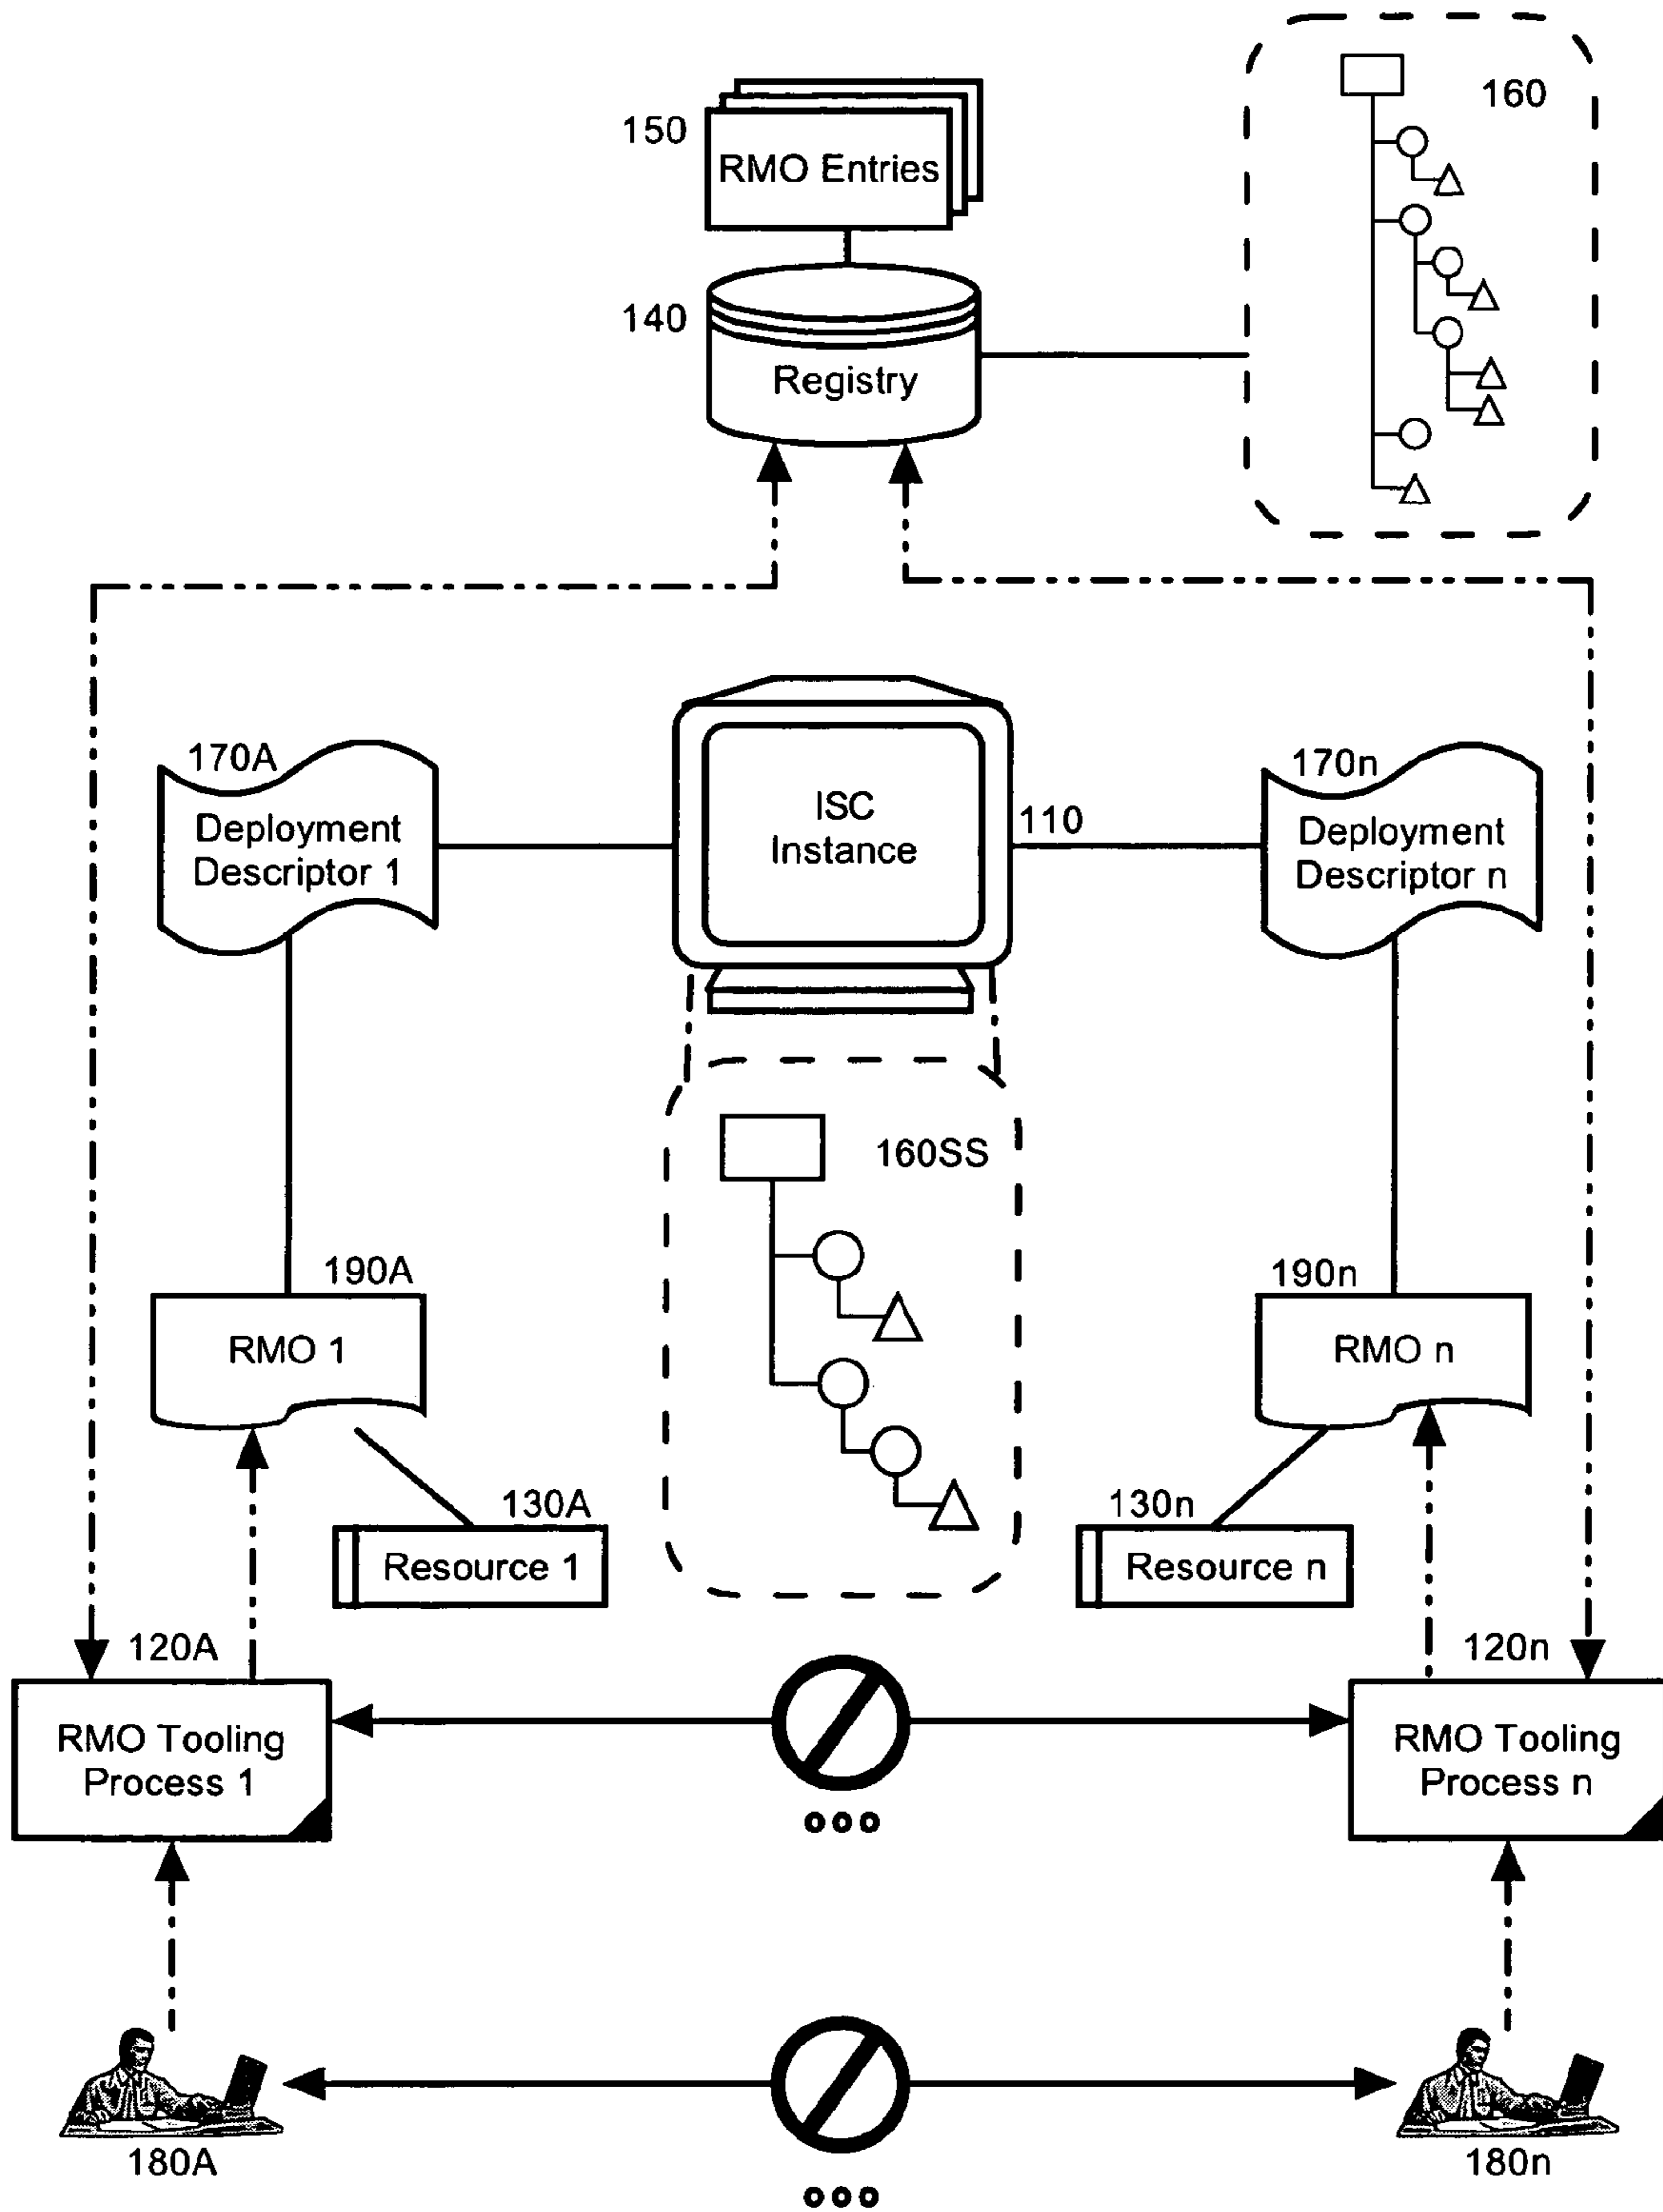 160
150
RMO Entries
140
Registry
170A
Deployment
Descriptor 1
ISC
Instance
110
170n
Deployment
Descriptor n
160SS
190A
RMO 1
190n
RMO n
130A
Resource 1
130n
Resource n
120A
RMO Tooling
Process 1
120n
RMO Tooling
Process n
180A
180n